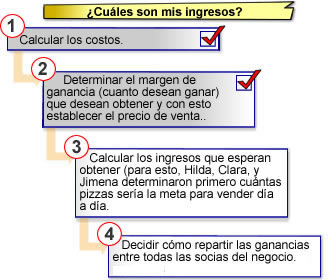 ¿Cuáles son mis ingresos?
1
Calcular los costos.
2
Determinar el margen de
ganancia (cuanto desean ganar)
que desean obtener y con esto
establecer el precio de venta..
3
Calcular los ingresos que esperan
obtener (para esto, Hilda, Clara, y
Jimena determinaron primero cuántas
pizzas sería la meta para vender día
a día.
4
Decidir cómo repartir las ganancias
entre todas las socias del negocio.